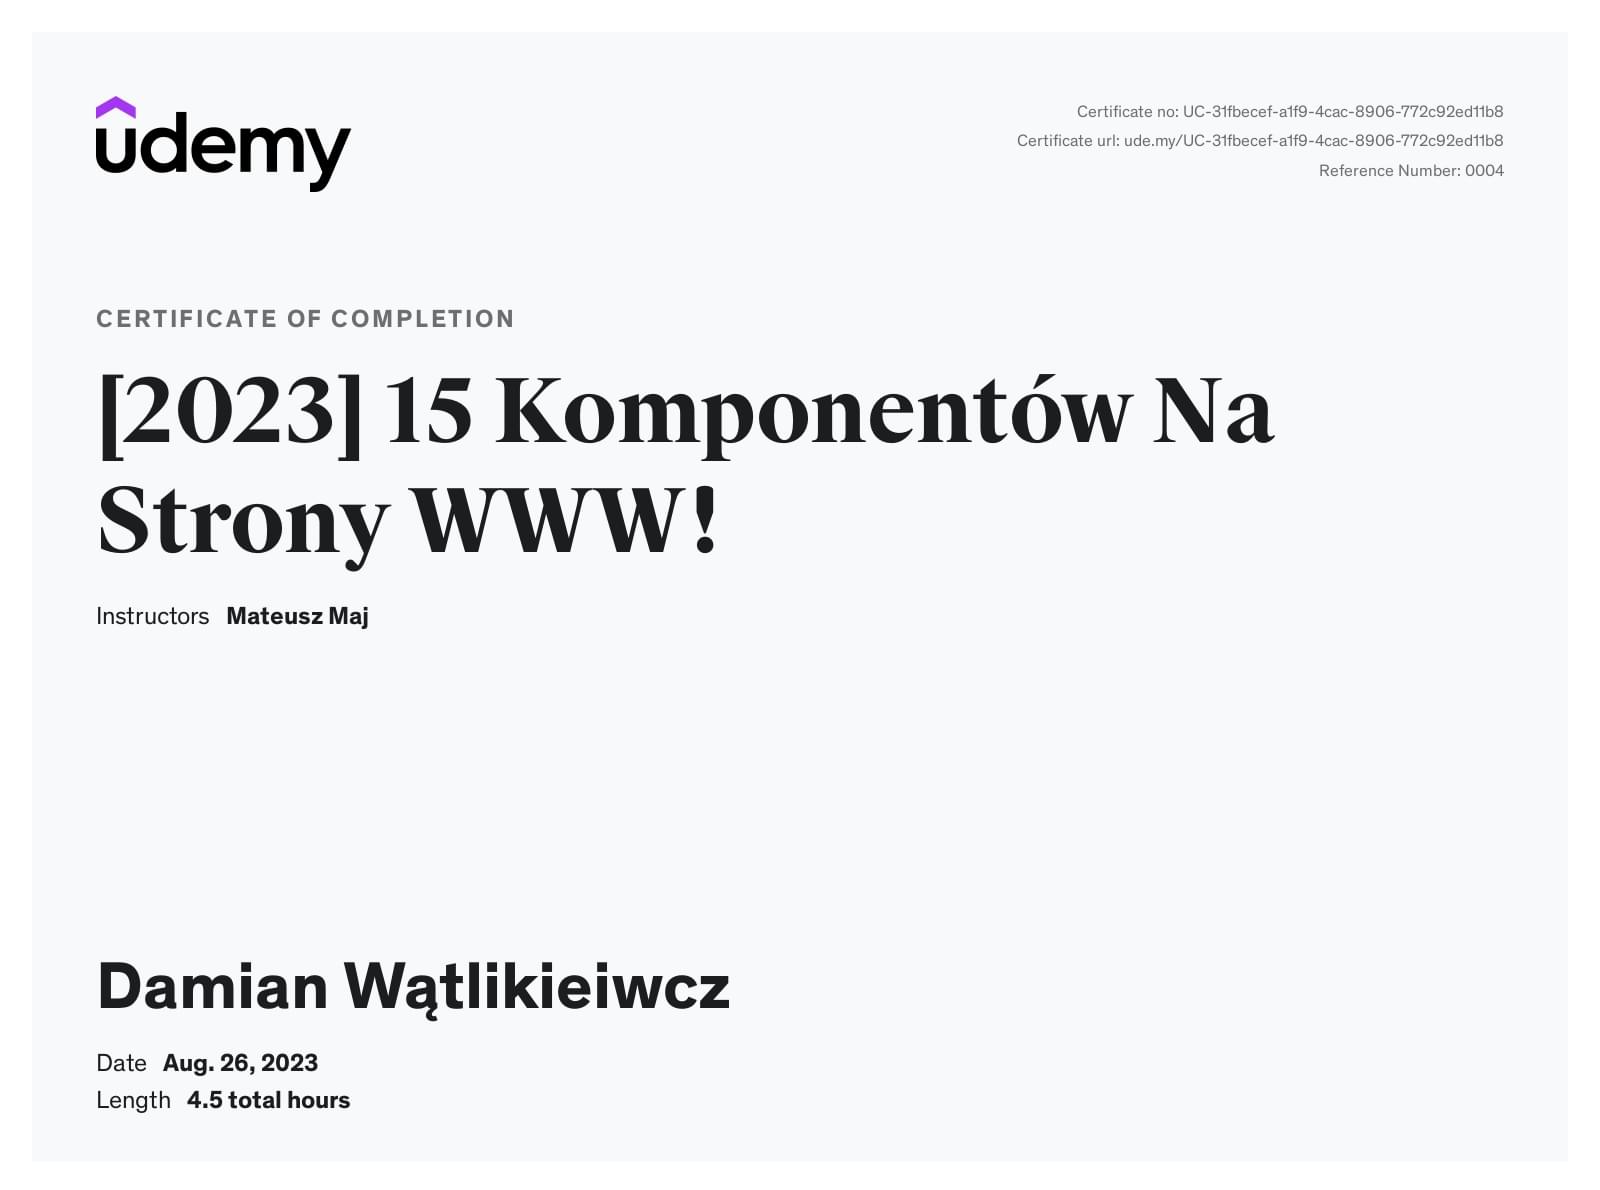 udemy
Certificate no: UC-31fbecef-a1f9-4cac-8906-772c92ed11b8
Certificate url: ude.my/UC-31fbecef-a1f9-4cac-8906-772c92ed11b8
Reference Number: 0004
CERTIFICATE OF COMPLETION
[2023] 15 Komponentów Na
Strony WWW!
Instructors Mateusz Maj
Damian Wątlikieiwcz
Date Aug. 26, 2023
Length 4.5 total hours